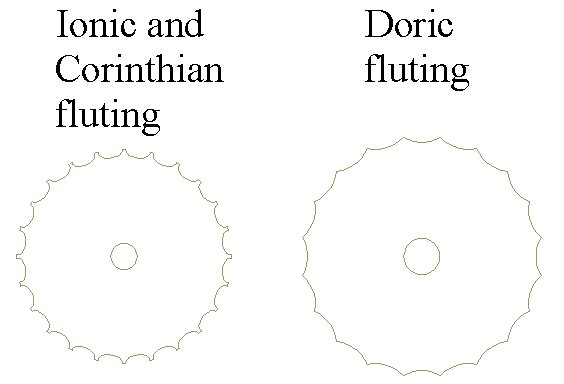 Ionic and
Corinthian
fluting
Doric
fluting